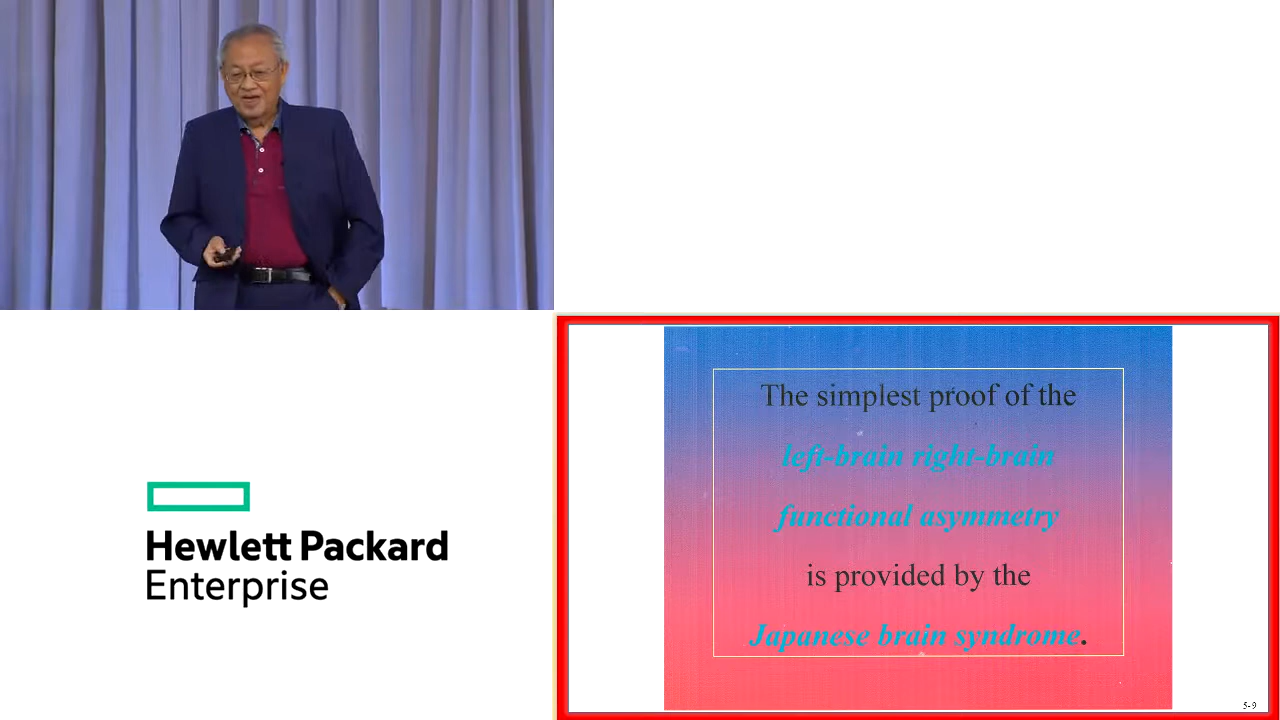 Hewlett Packard
Enterprise
The simplest proof of the
left-brain right-brain
functional asymmetry
is provided by the
Japanese brain syndrome.
5-9